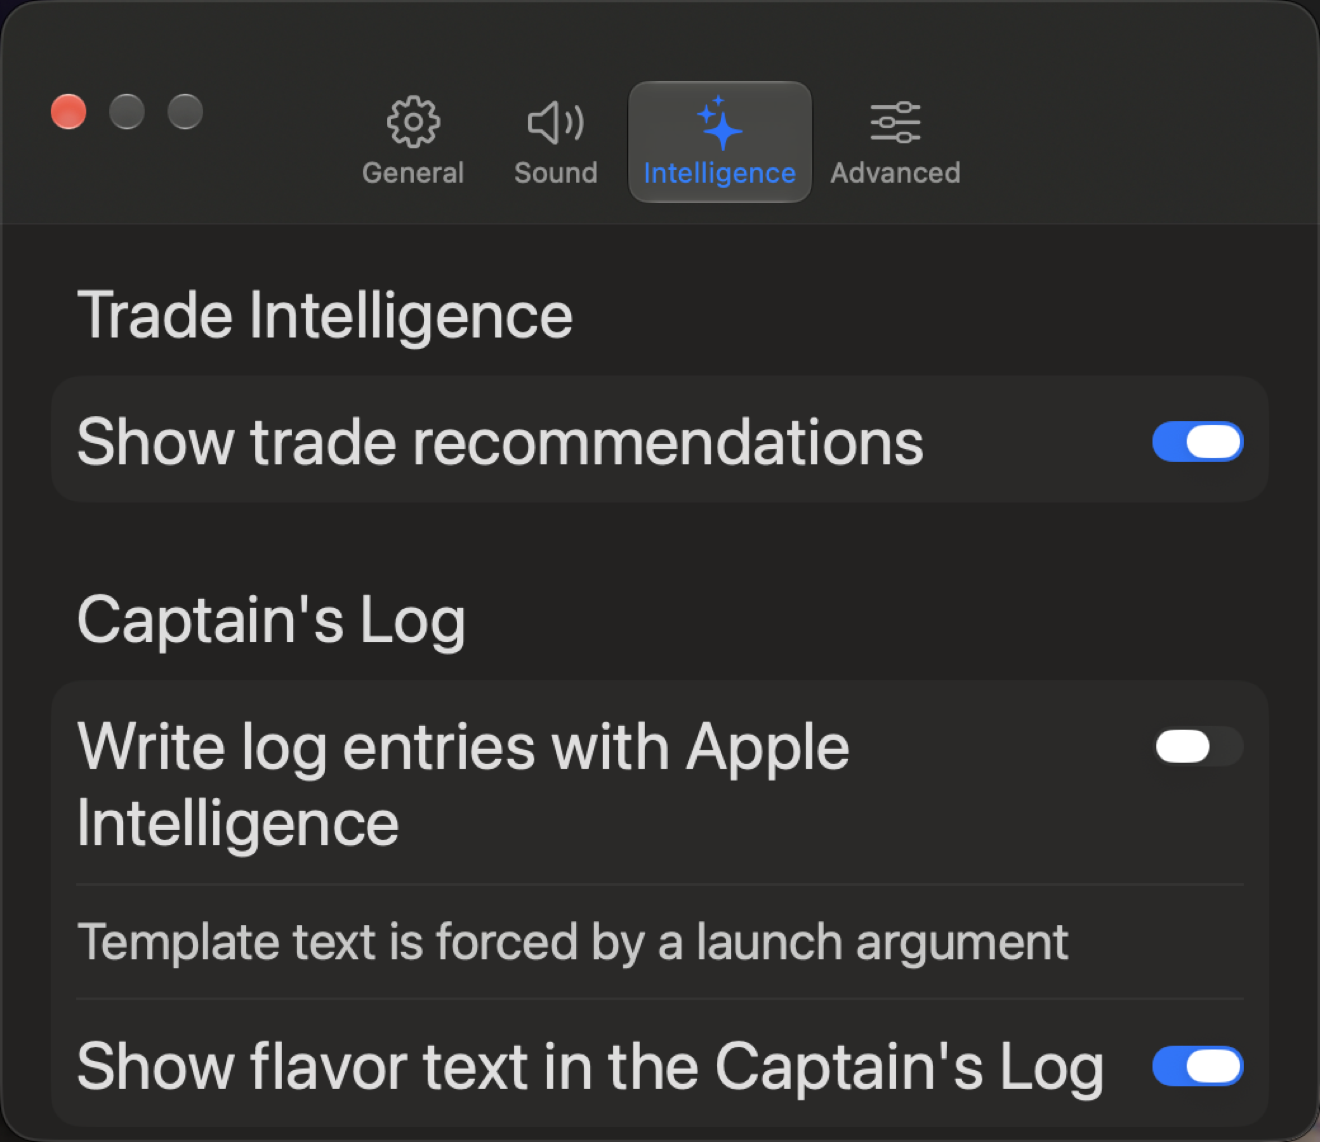 General
Sound
Intelligence
Advanced
Trade Intelligence
Show trade recommendations
Captain's Log
Write log entries with Apple
Intelligence
Template text is forced by a launch argument
Show flavor text in the Captain's Log